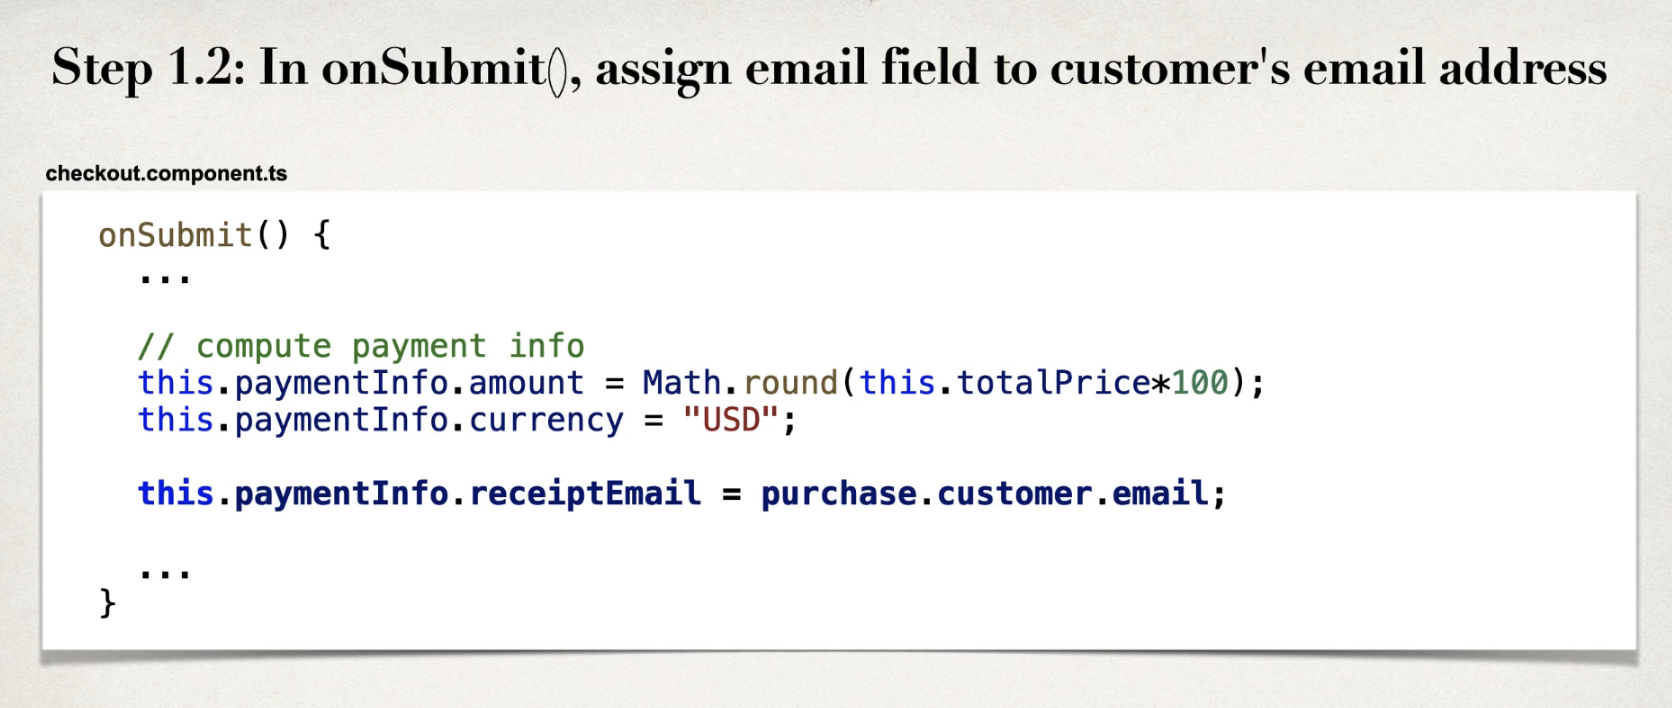 Step 1.2: In onSubmit(), assign email field to customer's email address
checkout.component.ts
onSubmit() {
...
// compute payment info
this.paymentInfo.amount = Math.round(this.totalPrice*100);
this.paymentInfo.currency = "USD";
this.paymentInfo.receiptEmail = purchase.customer.email;
...
}